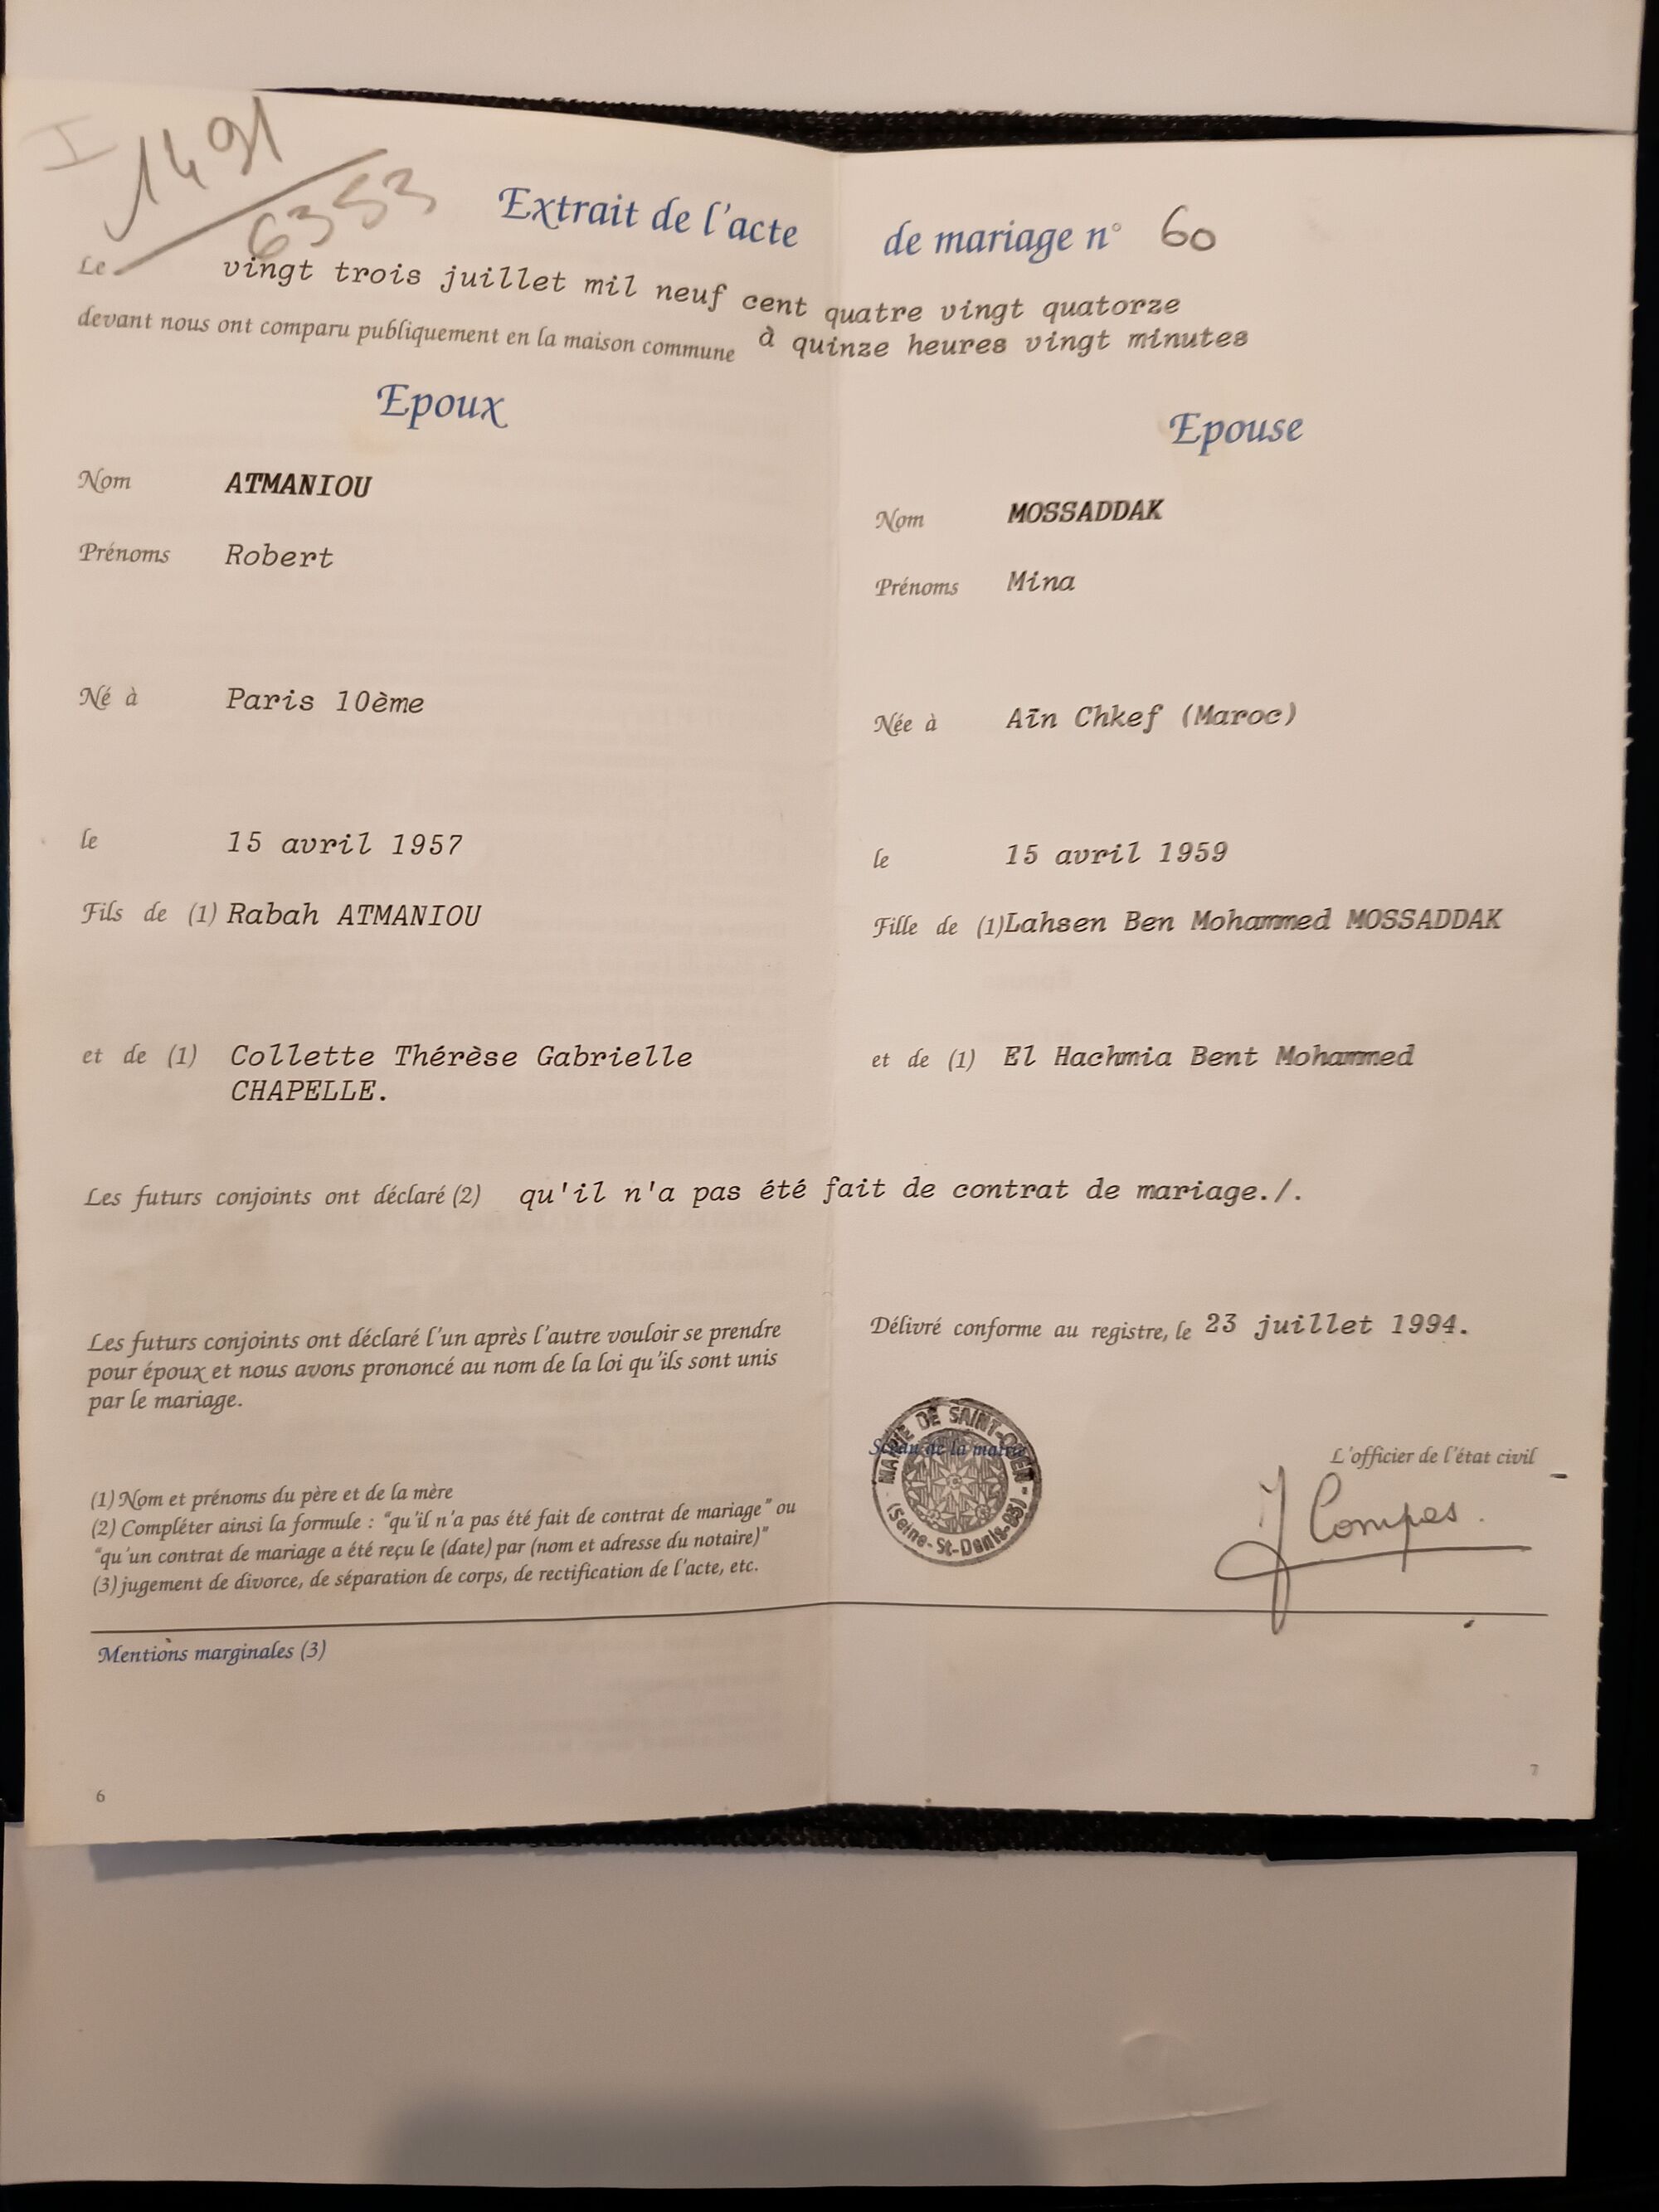 I
1491
6353
Extrait de l'acte de mariage n° 60
Le vingt trois juillet mil neuf cent quatre vingt quatorze
devant nous ont comparu publiquement en la maison commune à quinze heures vingt minutes
Epoux
Nom ATMANIOU
Prénoms Robert
Né à Paris 10ème
le 15 avril 1957
Fils de (1) Rabah ATMANIOU
et de (1) Collette Thérèse Gabrielle
CHAPELLE.
Epouse
Nom MOSSADDAK
Prénoms Mina
Née à Aïn Chkef (Maroc)
le 15 avril 1959
Fille de (1) Lahsen Ben Mohammed MOSSADDAK
et de (1) El Hachmia Bent Mohammed
Les futurs conjoints ont déclaré (2) qu'il n'a pas été fait de contrat de mariage./.
Les futurs conjoints ont déclaré l'un après l'autre vouloir se prendre
pour époux et nous avons prononcé au nom de la loi qu'ils sont unis
par le mariage.
(1) Nom et prénoms du père et de la mère
(2) Compléter ainsi la formule : "qu'il n'a pas été fait de contrat de mariage" ou
"qu'un contrat de mariage a été reçu le (date) par (nom et adresse du notaire)"
(3) jugement de divorce, de séparation de corps, de rectification de l'acte, etc.
Délivré conforme au registre, le 23 juillet 1994.
Sceau de la mairie
MAIRIE DE SAINT-OUEN
(Seine-St-Denis-93)
L'officier de l'état civil
J Compas.
Mentions marginales (3)
6
7